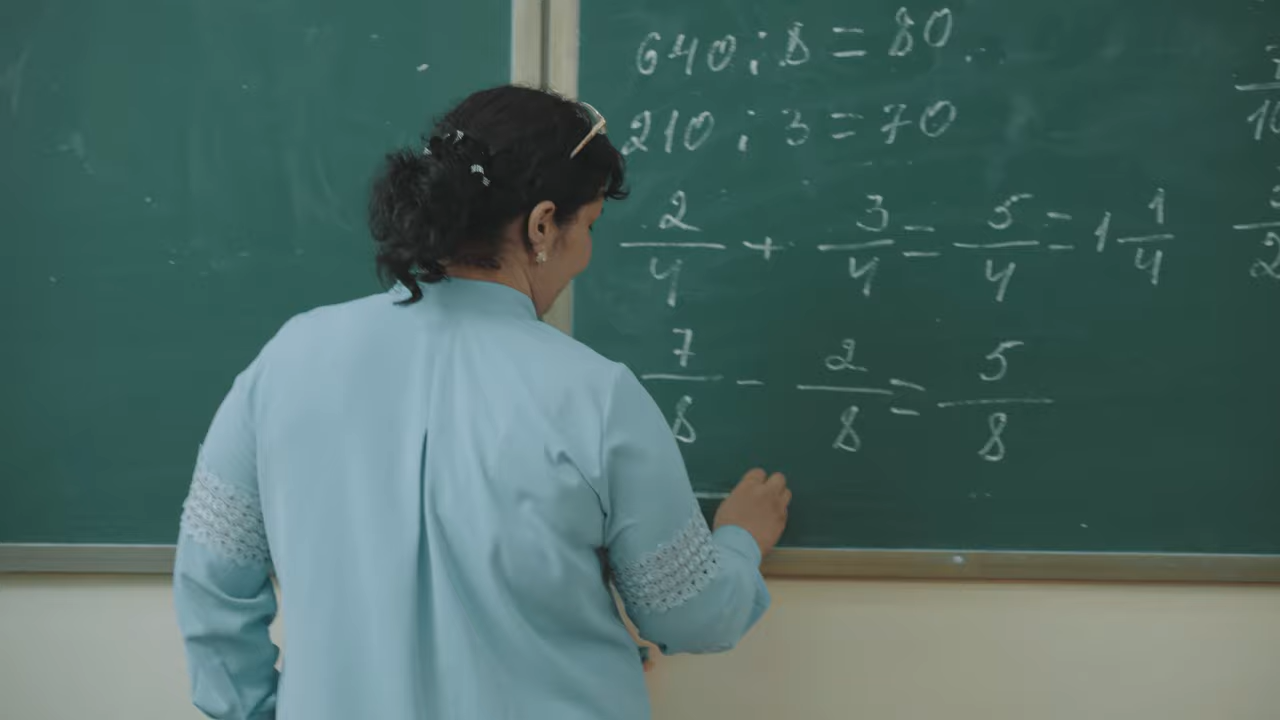 640 : 8 = 80.
210 : 3 = 70
2/4 + 3/4 = 5/4 = 1 1/4
7/8 - 2/8 = 5/8